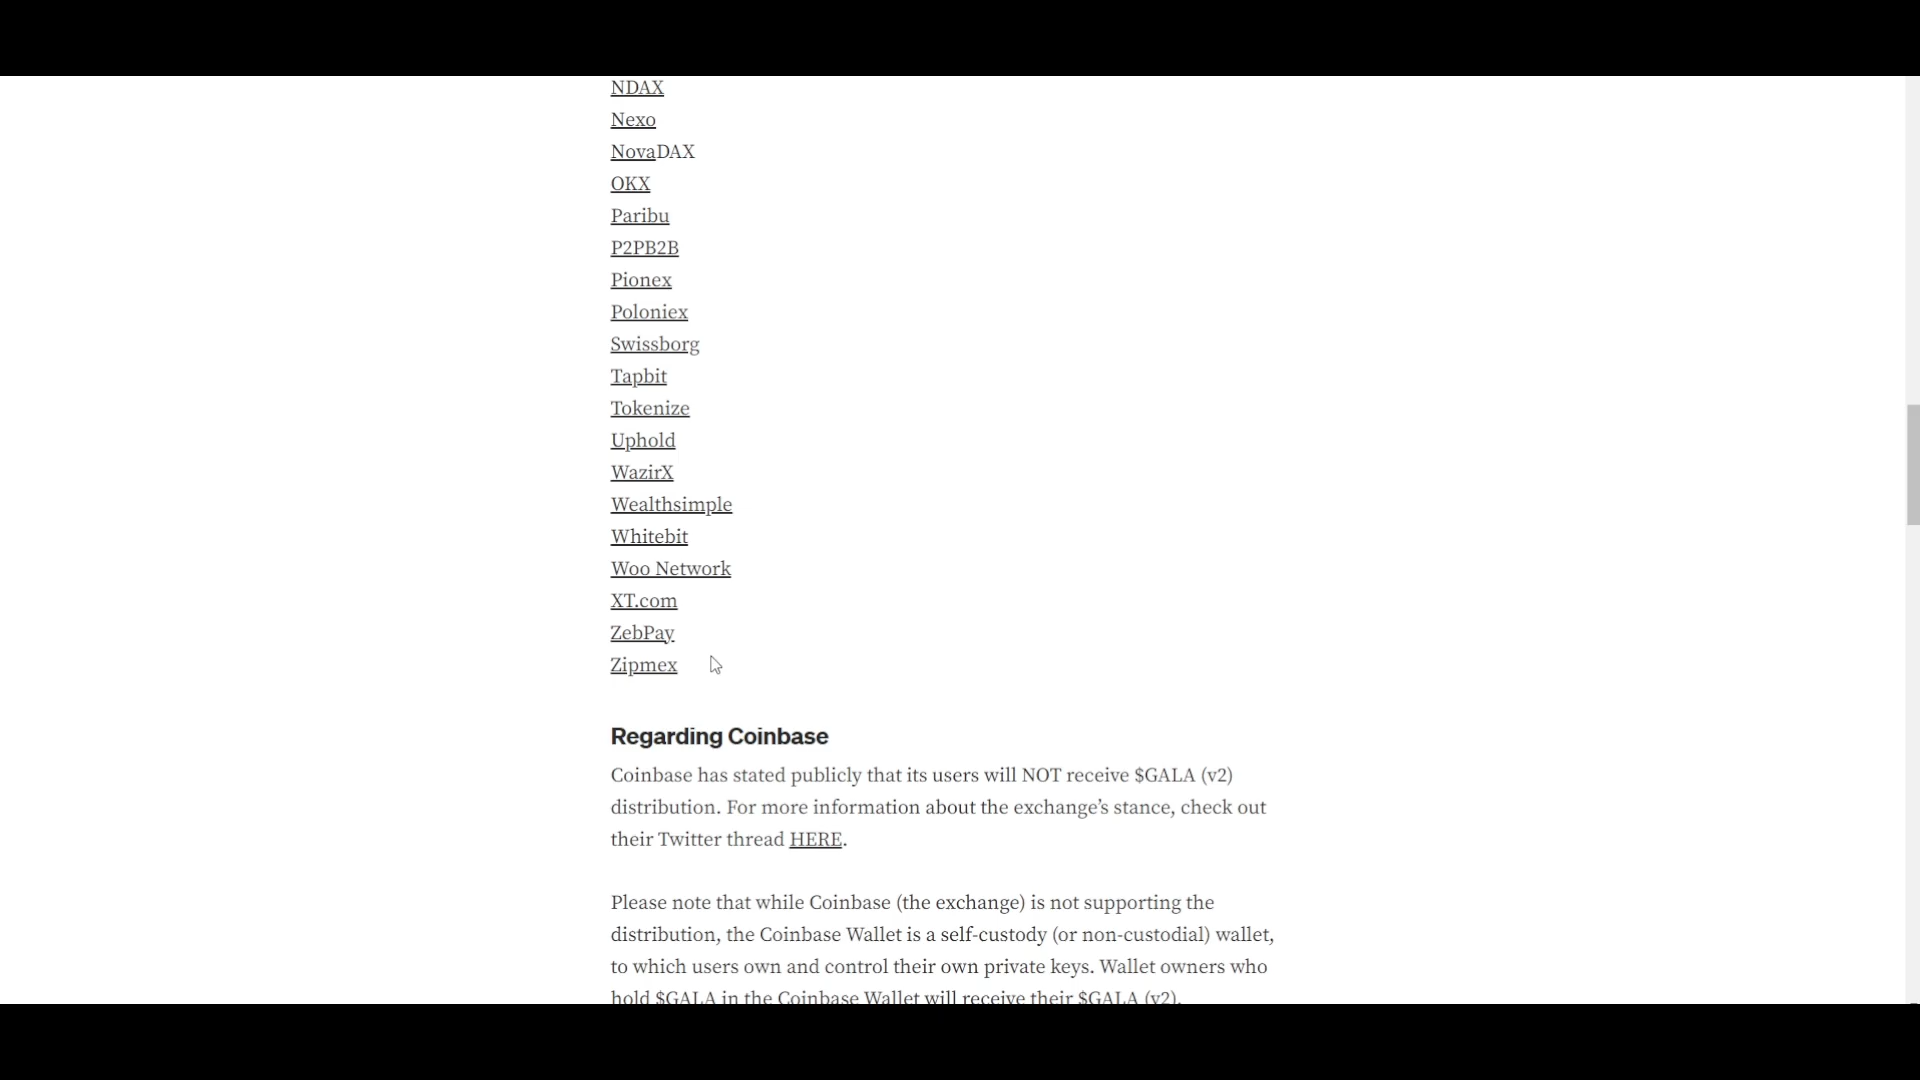 NDAX
Nexo
NovaDAX
OKX
Paribu
P2PB2B
Pionex
Poloniex
Swissborg
Tapbit
Tokenize
Uphold
WazirX
Wealthsimple
Whitebit
Woo Network
XT.com
ZebPay
Zipmex
Regarding Coinbase
Coinbase has stated publicly that its users will NOT receive $GALA (v2)
distribution. For more information about the exchange’s stance, check out
their Twitter thread HERE.
Please note that while Coinbase (the exchange) is not supporting the
distribution, the Coinbase Wallet is a self-custody (or non-custodial) wallet,
to which users own and control their own private keys. Wallet owners who
hold $GALA in the Coinbase Wallet will receive their $GALA (v2).